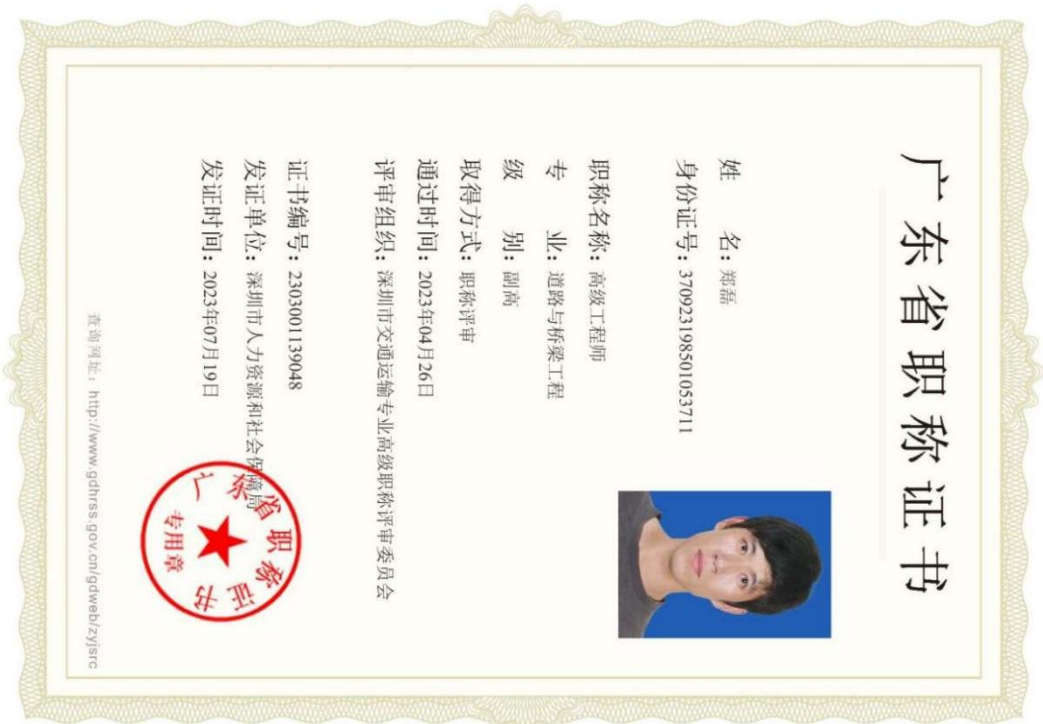 广东省职称证书
姓 名：郑磊
身份证号：370923198501053711
职称名称：高级工程师
专 业：道路与桥梁工程
级 别：副高
取得方式：职称评审
通过时间：2023年04月26日
评审组织：深圳市交通运输专业高级职称评审委员会
证书编号：2303001139048
发证单位：深圳市人力资源和社会保障局
发证时间：2023年07月19日
广东省职称证书
专用章
查询网址：http://www.gdhrss.gov.cn/gdweb/zyjsrc